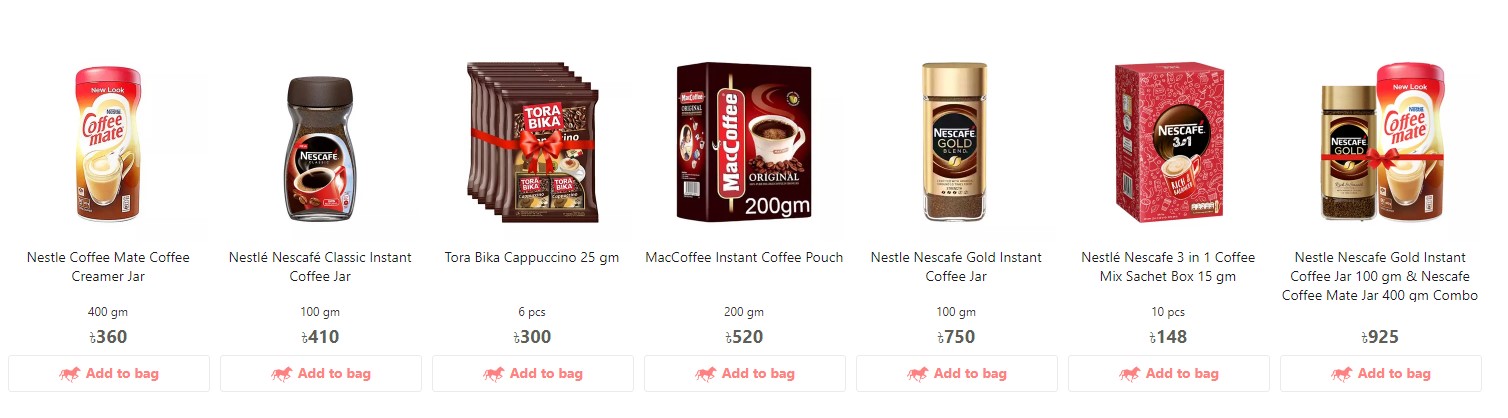 New Look
NESTLÉ
Coffee
mate
NESCAFÉ
CLASSIC
TORA
BIKA
Cappuccino
TORA
BIKA
TORA
BIKA
Cappuccino
MacCoffee
ORIGINAL
MacCoffee
ORIGINAL
200gm
NESCAFÉ
GOLD
BLEND
NESCAFÉ
3in1
RICH &
AROMATIC
NESCAFÉ
GOLD
New Look
NESTLÉ
Coffee
mate
Nestle Coffee Mate Coffee
Creamer Jar
400 gm
৳360
Add to bag
Nestlé Nescafé Classic Instant
Coffee Jar
100 gm
৳410
Add to bag
Tora Bika Cappuccino 25 gm
6 pcs
৳300
Add to bag
MacCoffee Instant Coffee Pouch
200 gm
৳520
Add to bag
Nestle Nescafe Gold Instant
Coffee Jar
100 gm
৳750
Add to bag
Nestlé Nescafe 3 in 1 Coffee
Mix Sachet Box 15 gm
10 pcs
৳148
Add to bag
Nestle Nescafe Gold Instant
Coffee Jar 100 gm & Nescafe
Coffee Mate Jar 400 gm Combo
৳925
Add to bag